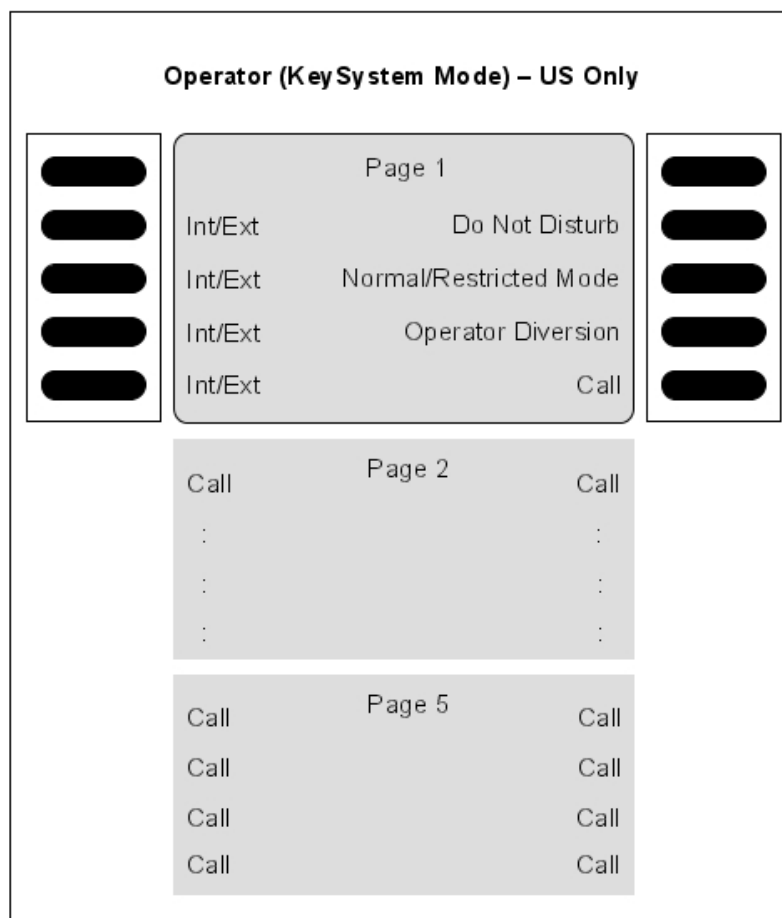 Operator (KeySystem Mode) – US Only
Page 1
Int/Ext Do Not Disturb
Int/Ext Normal/Restricted Mode
Int/Ext Operator Diversion
Int/Ext Call
Page 2
Call Call
: :
: :
: :
Page 5
Call Call
Call Call
Call Call
Call Call